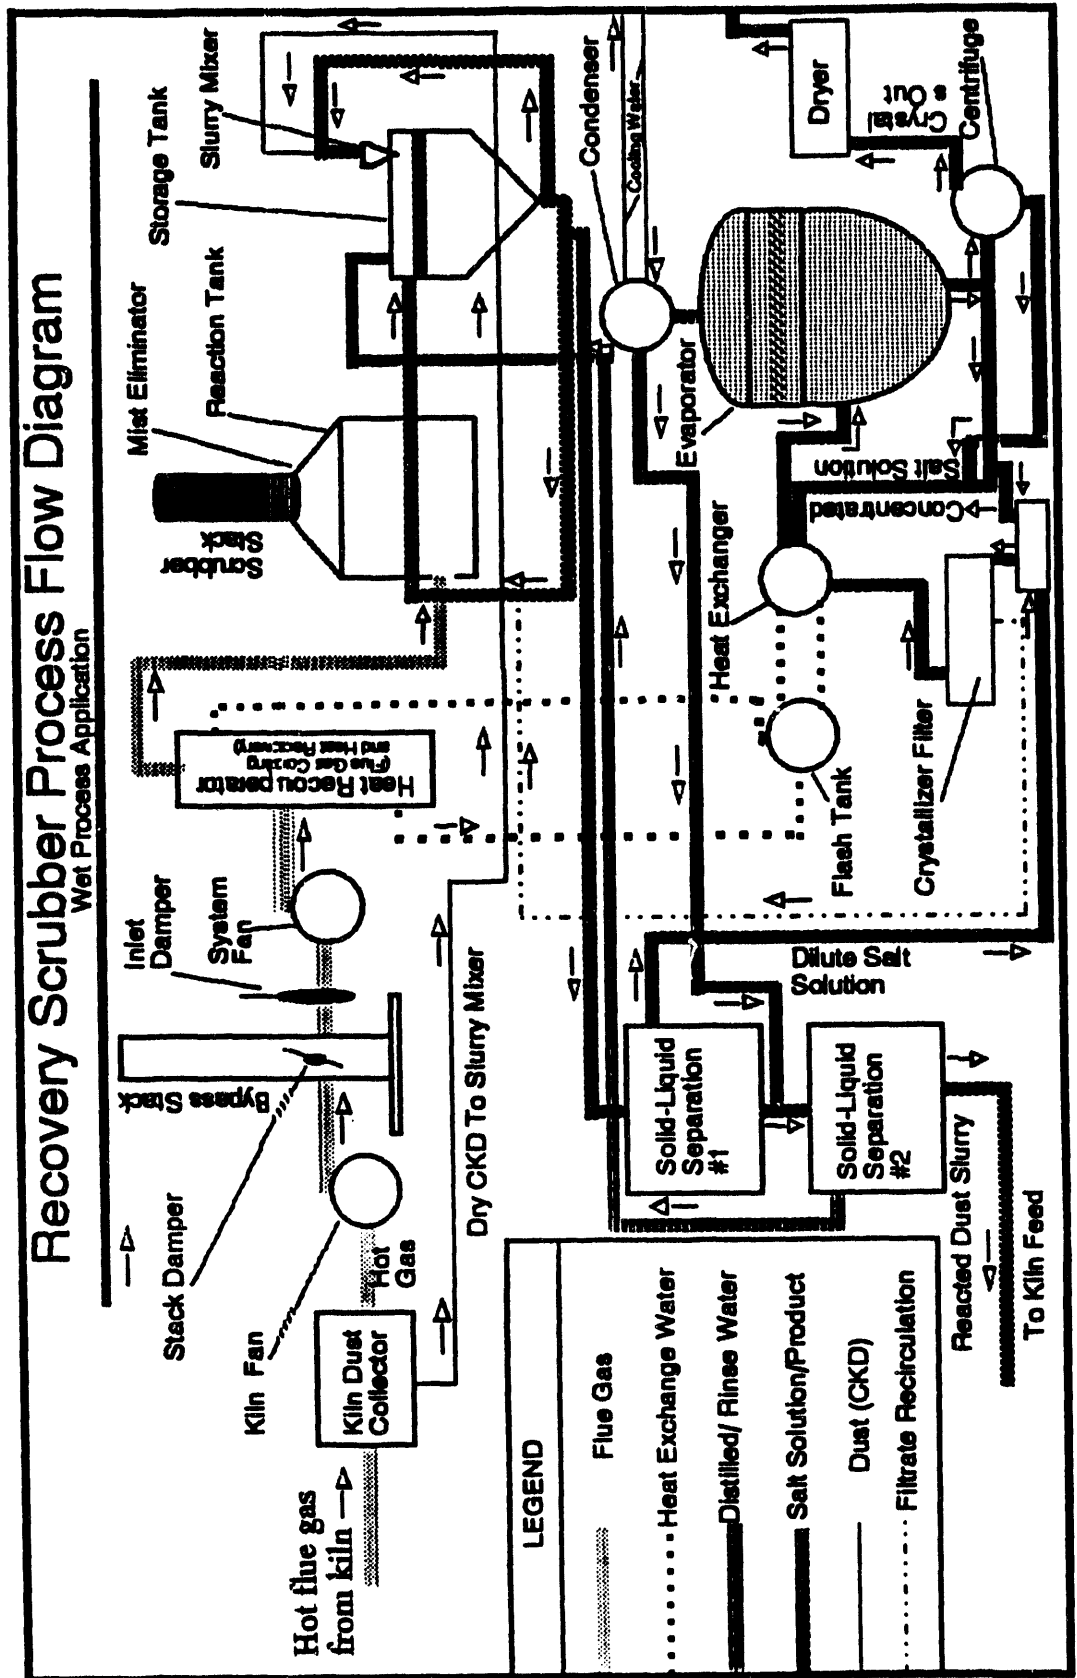 Recovery Scrubber Process Flow Diagram
Wet Process Application
Hot flue gas
from kiln
Kiln Dust
Collector
Hot
Gas
Kiln Fan
Stack Damper
Bypass Stack
Inlet
Damper
System
Fan
Heat Recouperator
(Flue Gas Cooling
and Heat Recovery)
Scrubber
Stack
Mist Eliminator
Reaction Tank
Storage Tank
Slurry Mixer
Dry CKD To Slurry Mixer
Condenser
Cooling Water
Evaporator
Heat Exchanger
Flash Tank
Crystallizer Filter
Concentrated
Salt Solution
Centrifuge
Crystal
s Out
Dryer
Dilute Salt
Solution
Solid-Liquid
Separation
#1
Solid-Liquid
Separation
#2
Reacted Dust Slurry
To Kiln Feed
LEGEND
Flue Gas
Heat Exchange Water
Distilled/ Rinse Water
Salt Solution/Product
Dust (CKD)
Filtrate Recirculation